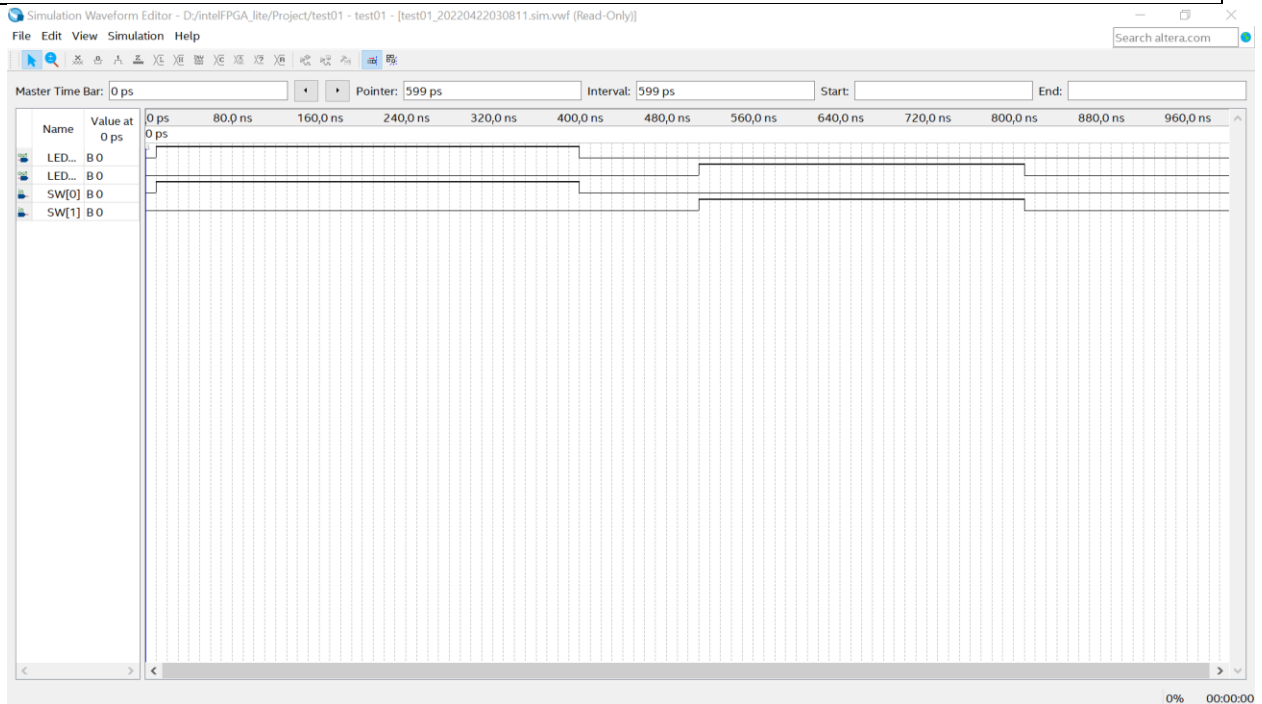 Simulation Waveform Editor - D:/intelFPGA_lite/Project/test01 - test01 - [test01_20220422030811.sim.vwf (Read-Only)]
File Edit View Simulation Help
Search altera.com
Master Time Bar: 0 ps Pointer: 599 ps Interval: 599 ps Start: End:
Name Value at 0 ps
0 ps 80,0 ns 160,0 ns 240,0 ns 320,0 ns 400,0 ns 480,0 ns 560,0 ns 640,0 ns 720,0 ns 800,0 ns 880,0 ns 960,0 ns
0 ps
LED... B 0
LED... B 0
SW[0] B 0
SW[1] B 0
0% 00:00:00